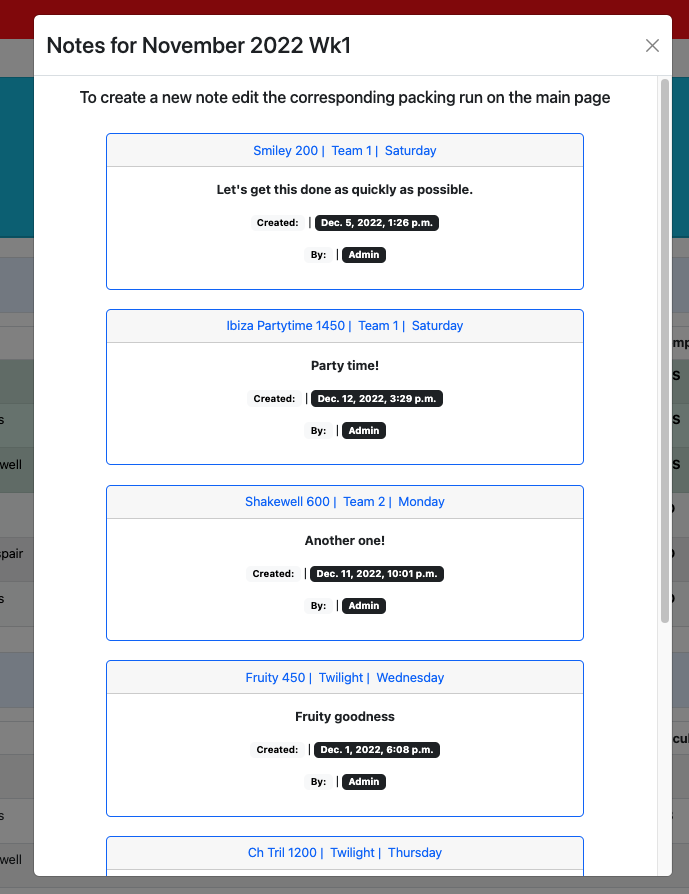 Notes for November 2022 Wk1
To create a new note edit the corresponding packing run on the main page
Smiley 200 | Team 1 | Saturday
Let's get this done as quickly as possible.
Created: | Dec. 5, 2022, 1:26 p.m.
By: | Admin
Ibiza Partytime 1450 | Team 1 | Saturday
Party time!
Created: | Dec. 12, 2022, 3:29 p.m.
By: | Admin
Shakewell 600 | Team 2 | Monday
Another one!
Created: | Dec. 11, 2022, 10:01 p.m.
By: | Admin
Fruity 450 | Twilight | Wednesday
Fruity goodness
Created: | Dec. 1, 2022, 6:08 p.m.
By: | Admin
Ch Tril 1200 | Twilight | Thursday